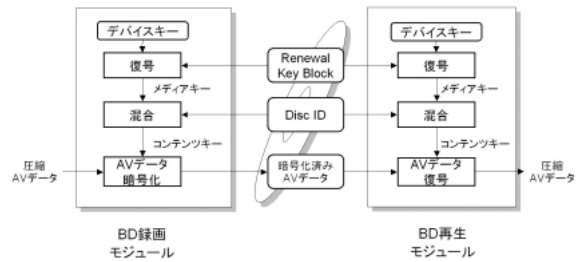 デバイスキー
復号
メディアキー
混合
コンテンツキー
圧縮
AVデータ
AVデータ
暗号化
BD録画
モジュール
Renewal
Key Block
Disc ID
暗号化済み
AVデータ
デバイスキー
復号
メディアキー
混合
コンテンツキー
AVデータ
復号
圧縮
AVデータ
BD再生
モジュール